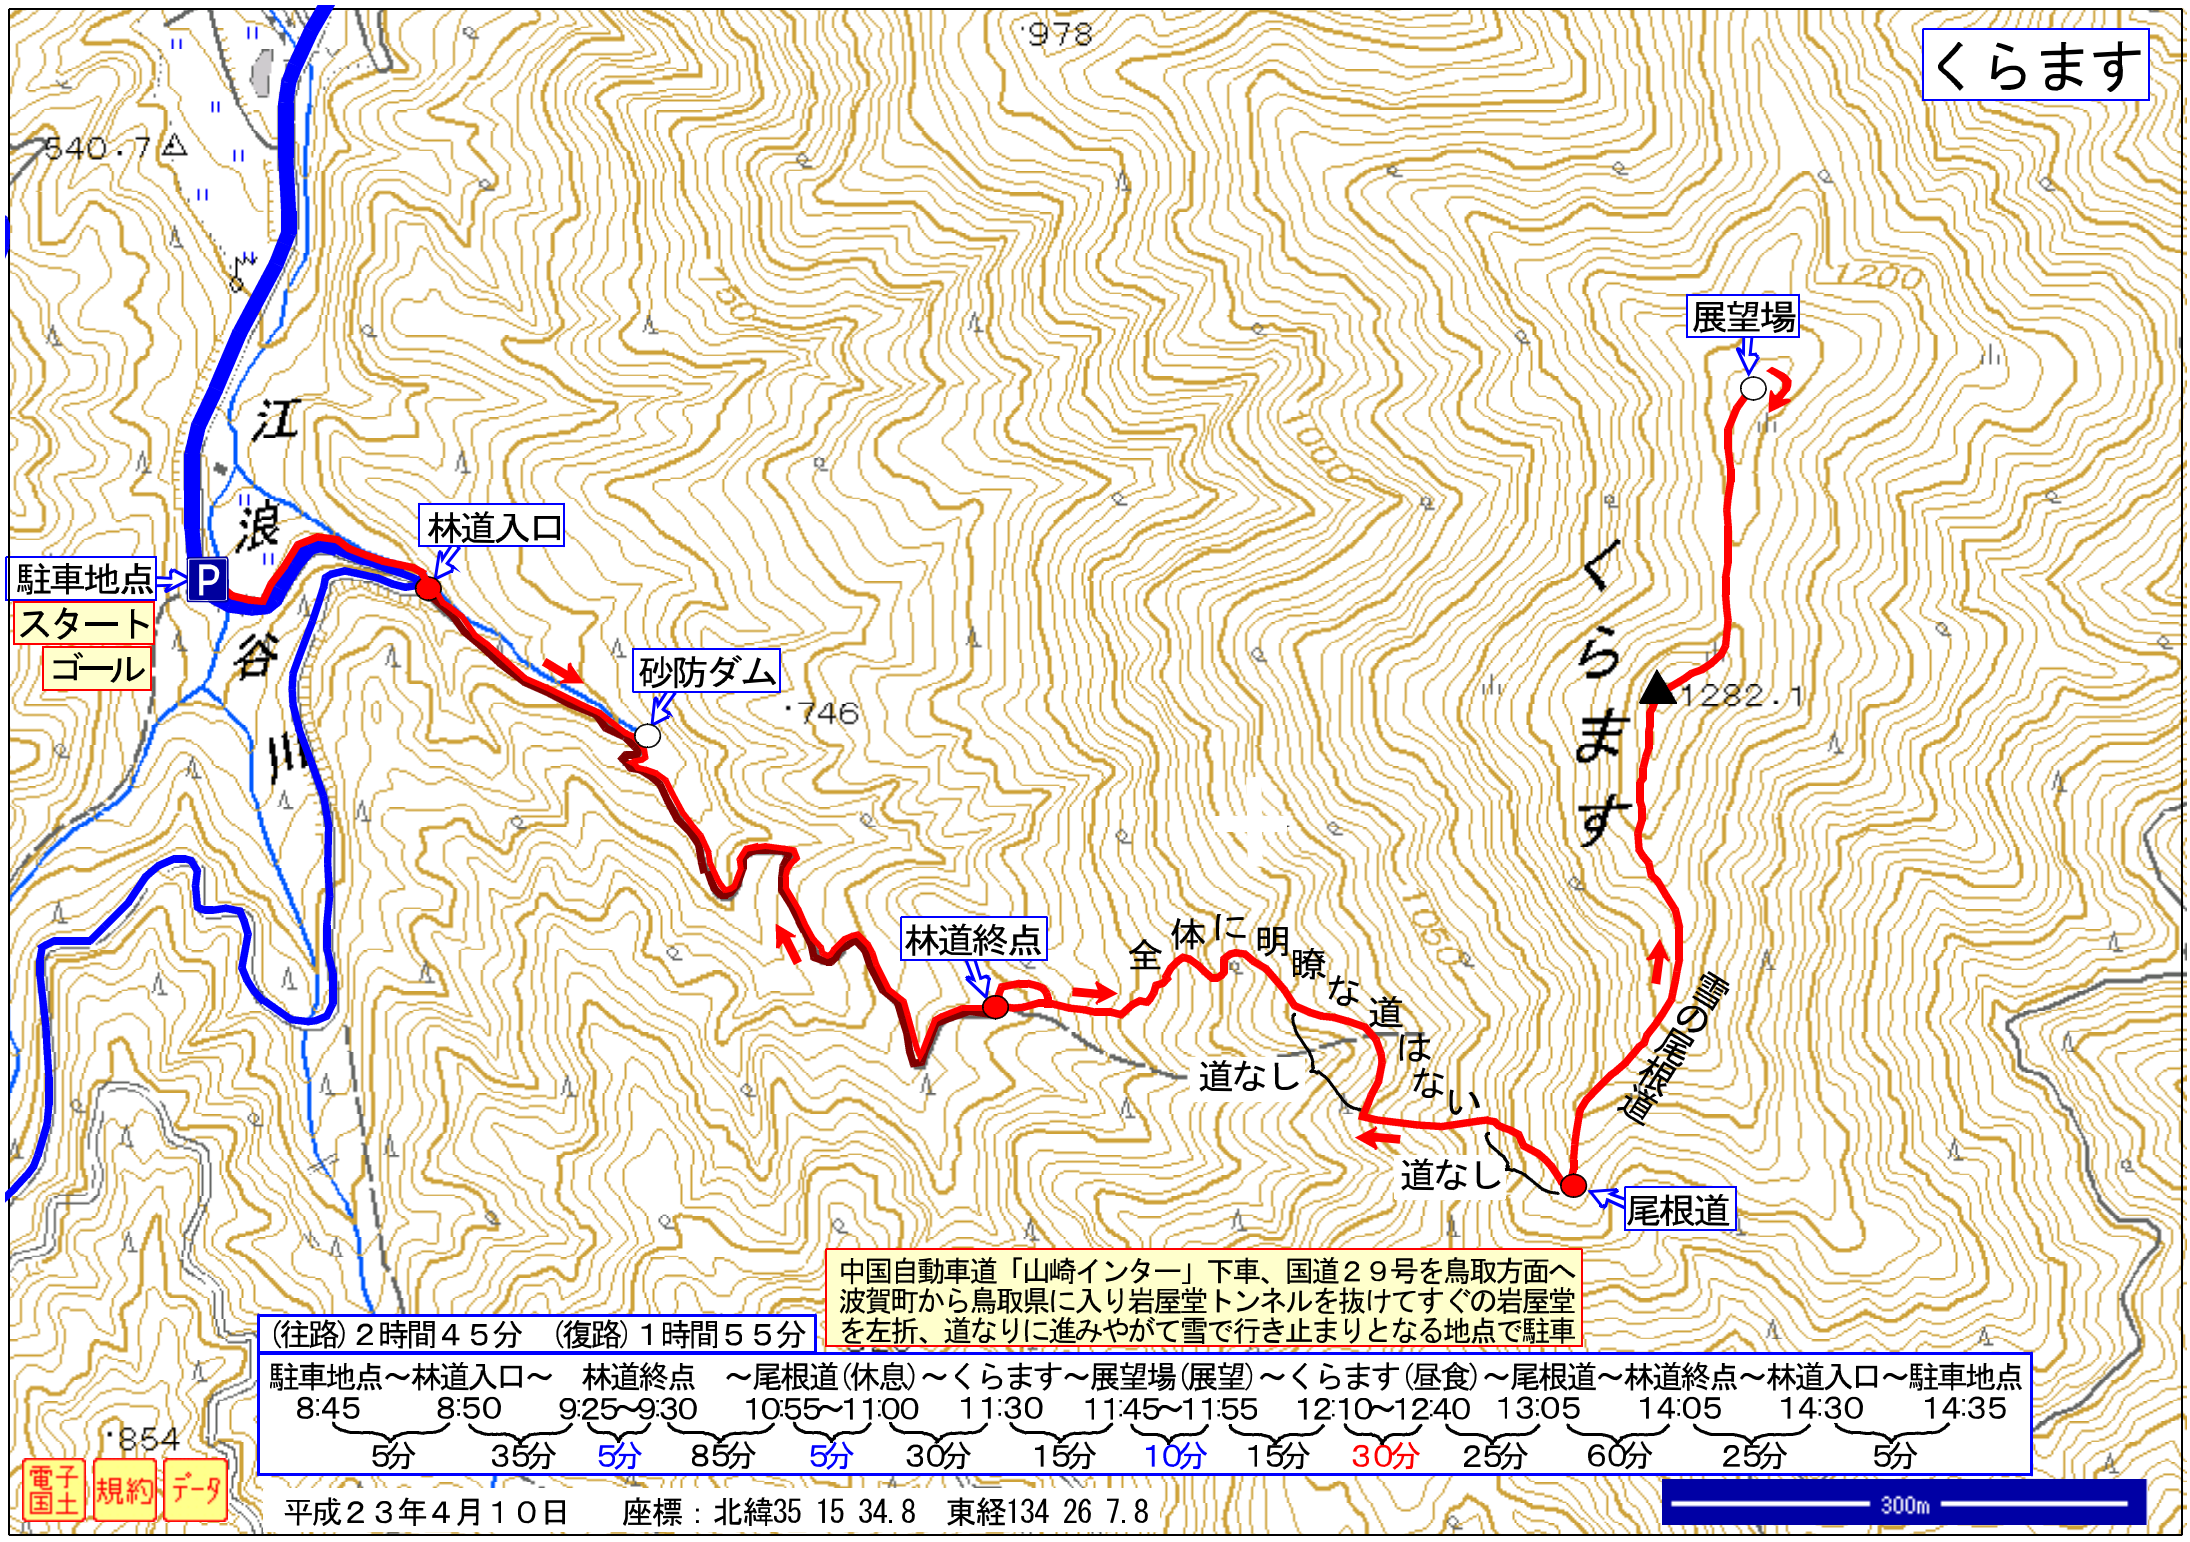 978
くらます
540.7
1200
展望場
750
江浪谷川
1000
林道入口
駐車地点
P
スタート
ゴール
くらます
砂防ダム
746
1282.1
1050
林道終点
全体に明瞭な道はない
雪の尾根道
道なし
道なし
尾根道
中国自動車道「山崎インター」下車、国道29号を鳥取方面へ
波賀町から鳥取県に入り岩屋堂トンネルを抜けてすぐの岩屋堂
を左折、道なりに進みやがて雪で行き止まりとなる地点で駐車
(往路)2時間45分 (復路)1時間55分
駐車地点～林道入口～ 林道終点 ～尾根道(休息)～くらます～展望場(展望)～くらます(昼食)～尾根道～林道終点～林道入口～駐車地点
8:45 8:50 9:25～9:30 10:55～11:00 11:30 11:45～11:55 12:10～12:40 13:05 14:05 14:30 14:35
5分 35分 5分 85分 5分 30分 15分 10分 15分 30分 25分 60分 25分 5分
854
電子国土 規約 データ
平成23年4月10日 座標：北緯35 15 34.8 東経134 26 7.8
300m